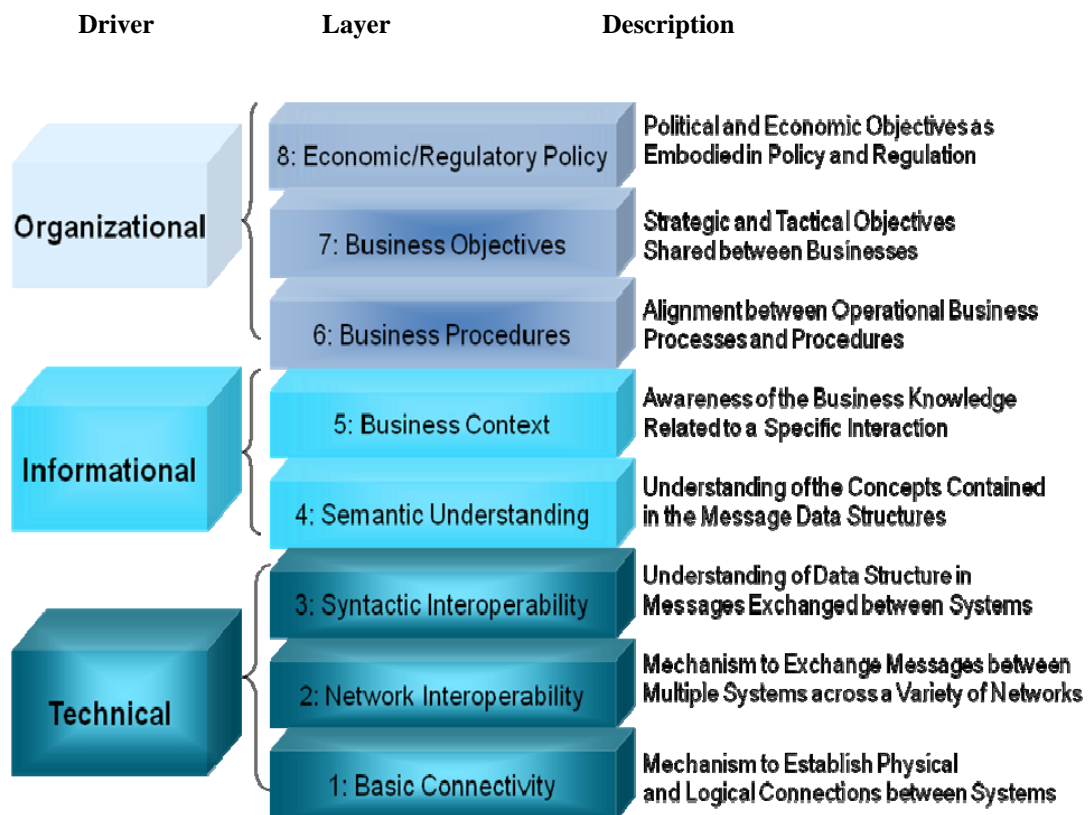 Driver Layer Description
8: Economic/Regulatory Policy
Political and Economic Objectives as
Embodied in Policy and Regulation
Organizational
7: Business Objectives
Strategic and Tactical Objectives
Shared between Businesses
6: Business Procedures
Alignment between Operational Business
Processes and Procedures
Informational
5: Business Context
Awareness of the Business Knowledge
Related to a Specific Interaction
4: Semantic Understanding
Understanding of the Concepts Contained
in the Message Data Structures
Technical
3: Syntactic Interoperability
Understanding of Data Structure in
Messages Exchanged between Systems
2: Network Interoperability
Mechanism to Exchange Messages between
Multiple Systems across a Variety of Networks
1: Basic Connectivity
Mechanism to Establish Physical
and Logical Connections between Systems